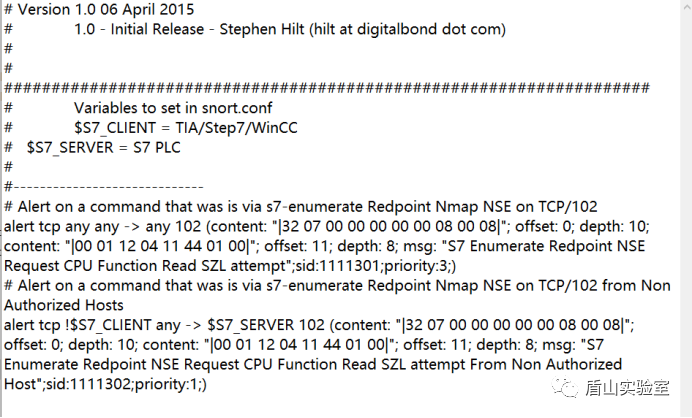 # Version 1.0 06 April 2015
# 1.0 - Initial Release - Stephen Hilt (hilt at digitalbond dot com)
#
#
######################################################################
# Variables to set in snort.conf
# $S7_CLIENT = TIA/Step7/WinCC
# $S7_SERVER = S7 PLC
#
#----------------------------
# Alert on a command that was is via s7-enumerate Redpoint Nmap NSE on TCP/102
alert tcp any any -> any 102 (content: "|32 07 00 00 00 00 00 08 00 08|"; offset: 0; depth: 10;
content: "|00 01 12 04 11 44 01 00|"; offset: 11; depth: 8; msg: "S7 Enumerate Redpoint NSE
Request CPU Function Read SZL attempt";sid:1111301;priority:3;)
# Alert on a command that was is via s7-enumerate Redpoint Nmap NSE on TCP/102 from Non
Authorized Hosts
alert tcp !$S7_CLIENT any -> $S7_SERVER 102 (content: "|32 07 00 00 00 00 00 08 00 08|";
offset: 0; depth: 10; content: "|00 01 12 04 11 44 01 00|"; offset: 11; depth: 8; msg: "S7
Enumerate Redpoint NSE Request CPU Function Read SZL attempt From Non Authorized
Host";sid:1111302;priority:1;)
盾山实验室